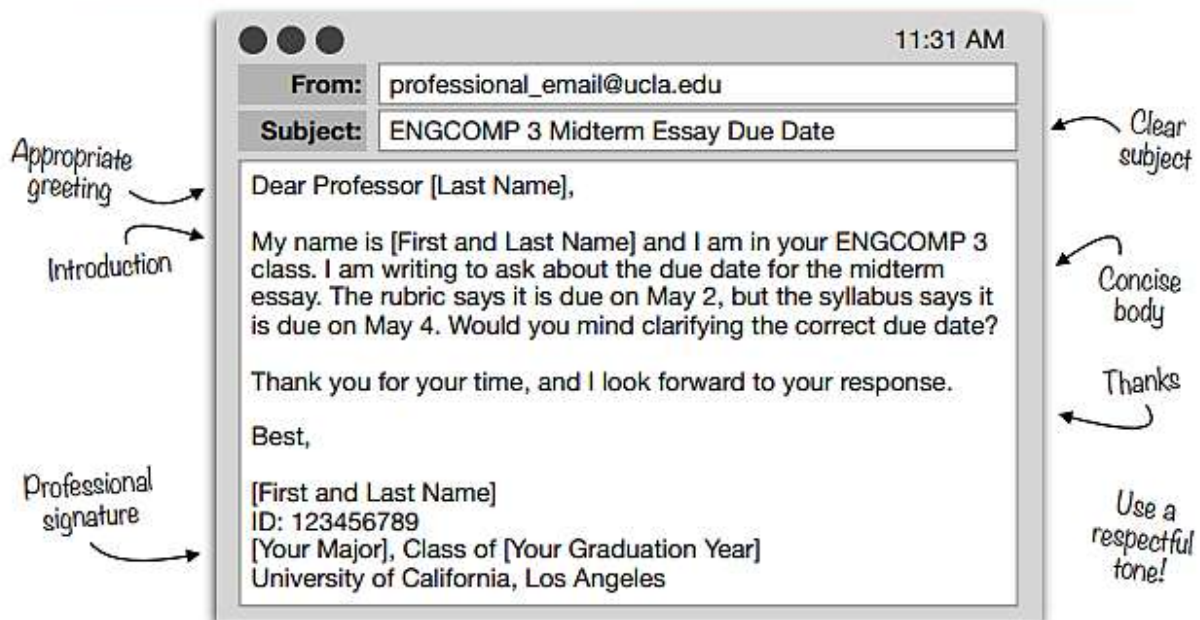 11:31 AM
From: professional_email@ucla.edu
Subject: ENGCOMP 3 Midterm Essay Due Date
Clear
subject
Appropriate
greeting
Dear Professor [Last Name],
Introduction
My name is [First and Last Name] and I am in your ENGCOMP 3
class. I am writing to ask about the due date for the midterm
essay. The rubric says it is due on May 2, but the syllabus says it
is due on May 4. Would you mind clarifying the correct due date?
Concise
body
Thank you for your time, and I look forward to your response.
Thanks
Best,
Professional
signature
[First and Last Name]
ID: 123456789
[Your Major], Class of [Your Graduation Year]
University of California, Los Angeles
Use a
respectful
tone!